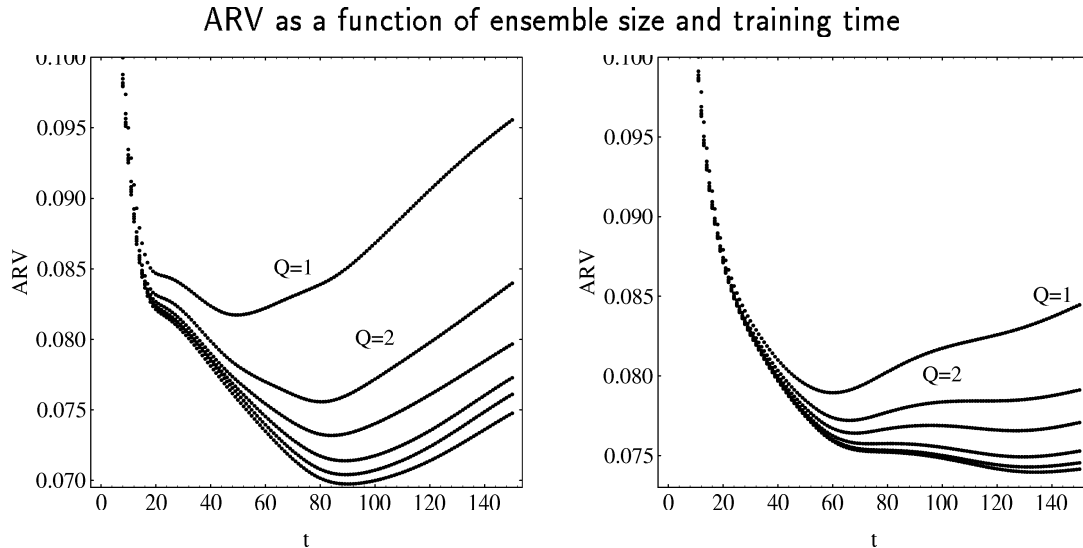 ARV as a function of ensemble size and training time
0.100
0.095
0.090
0.085
0.080
0.075
0.070
ARV
Q=1
Q=2
0 20 40 60 80 100 120 140
t
0.100
0.095
0.090
0.085
0.080
0.075
ARV
Q=1
Q=2
0 20 40 60 80 100 120 140
t